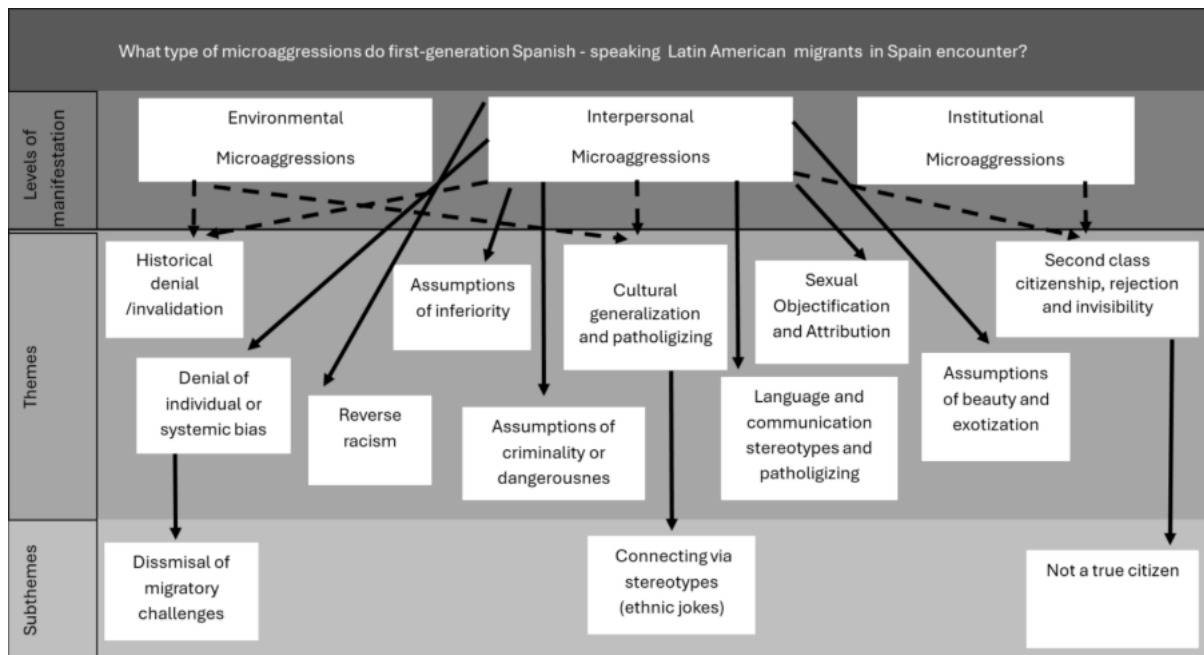 What type of microaggressions do first-generation Spanish - speaking Latin American migrants in Spain encounter?
Levels of
manifestation
Environmental
Microaggressions
Interpersonal
Microaggressions
Institutional
Microaggressions
Themes
Historical
denial
/invalidation
Assumptions
of inferiority
Cultural
generalization
and patholigizing
Sexual
Objectification
and Attribution
Second class
citizenship, rejection
and invisibility
Denial of
individual or
systemic bias
Reverse
racism
Assumptions of
criminality or
dangerousnes
Language and
communication
stereotypes and
patholigizing
Assumptions
of beauty and
exotization
Subthemes
Dissmisal of
migratory
challenges
Connecting via
stereotypes
(ethnic jokes)
Not a true citizen